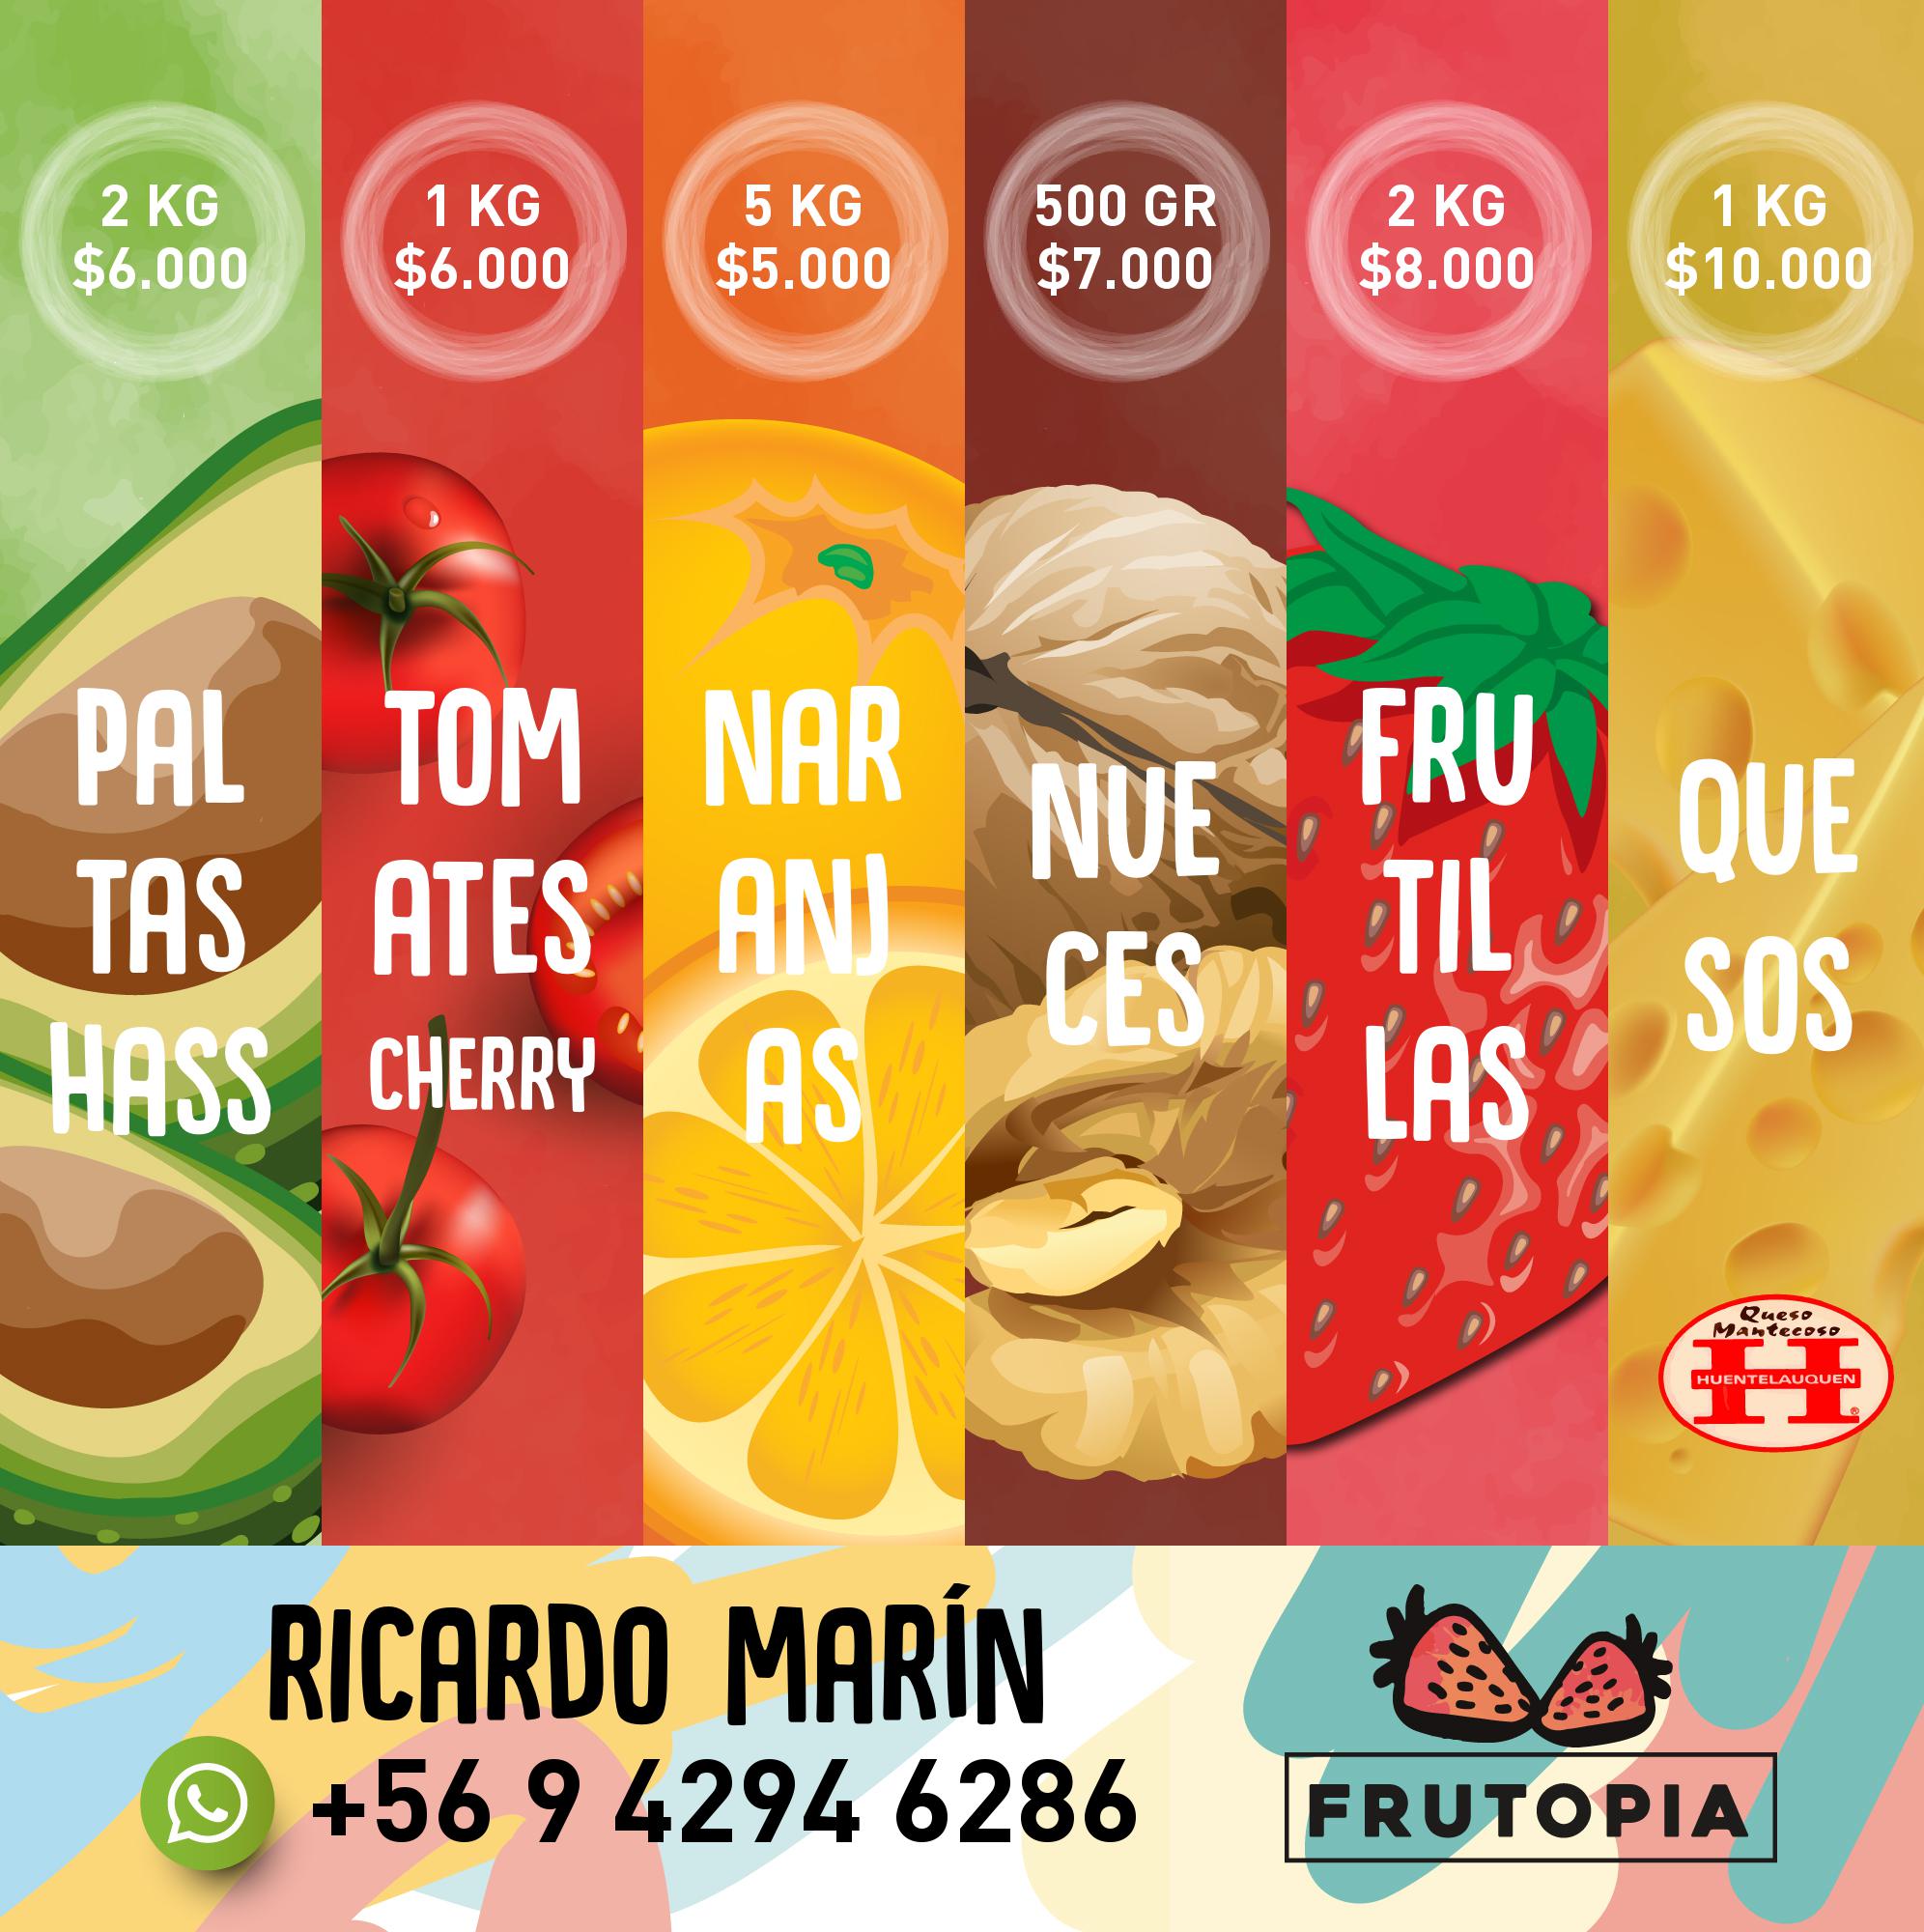 2 KG
$6.000
1 KG
$6.000
5 KG
$5.000
500 GR
$7.000
2 KG
$8.000
1 KG
$10.000
PAL
TAS
HASS
TOM
ATES
CHERRY
NAR
ANJ
AS
NUE
CES
FRU
TIL
LAS
QUE
SOS
Queso
Mantecoso
H
HUENTELAUQUEN
®
RICARDO MARÍN
+56 9 4294 6286
FRUTOPIA